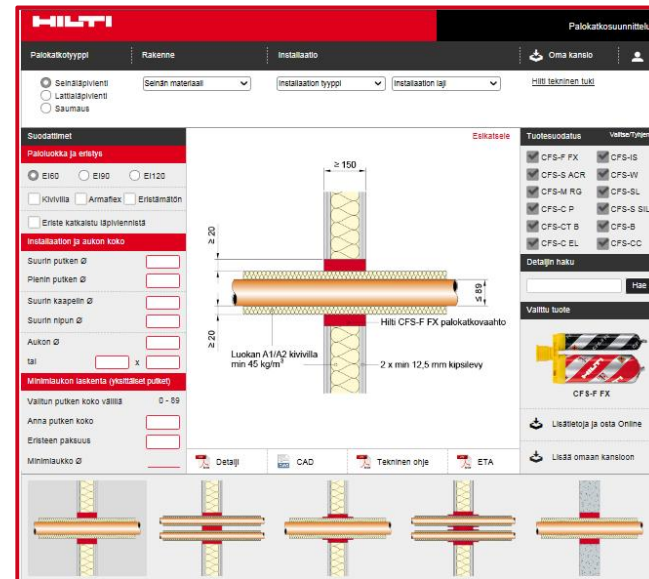 HILTI
Palokatkosuunnittelu
Palokatkotyyppi
Rakenne
Installaatio
Oma kansio
Seinäläpivienti
Lattialäpivienti
Saumaus
Seinän materiaali
Installaation tyyppi
Installaation laji
Hilti tekninen tuki
Suodattimet
Paloluokka ja eristys
EI60
EI90
EI120
Kivivilla
Armaflex
Eristämätön
Eriste katkaistu läpiviennistä
Installaation ja aukon koko
Suurin putken Ø
Pienin putken Ø
Suurin kaapelin Ø
Suurin nipun Ø
Aukon Ø
tai
x
Minimiaukon laskenta (yksittäiset putket)
Valitun putken koko väliliä
0 - 89
Anna putken koko
Eristeen paksuus
Minimiaukko Ø
Esikatsele
≥ 150
≥ 20
≤ 89
≥ 20
Hilti CFS-F FX palokatkovaahto
Luokan A1/A2 kivivilla
min 45 kg/m³
2 x min 12,5 mm kipsilevy
Detalji
CAD
Tekninen ohje
ETA
Tuotesuodatus
Valitse/Tyhjen
CFS-F FX
CFS-IS
CFS-S ACR
CFS-W
CFS-M RG
CFS-SL
CFS-C P
CFS-S SIL
CFS-CT B
CFS-B
CFS-C EL
CFS-CC
Detaljin haku
Hae
Valittu tuote
HILTI
CFS-F FX
Lisätietoja ja osta Online
Lisää omaan kansioon